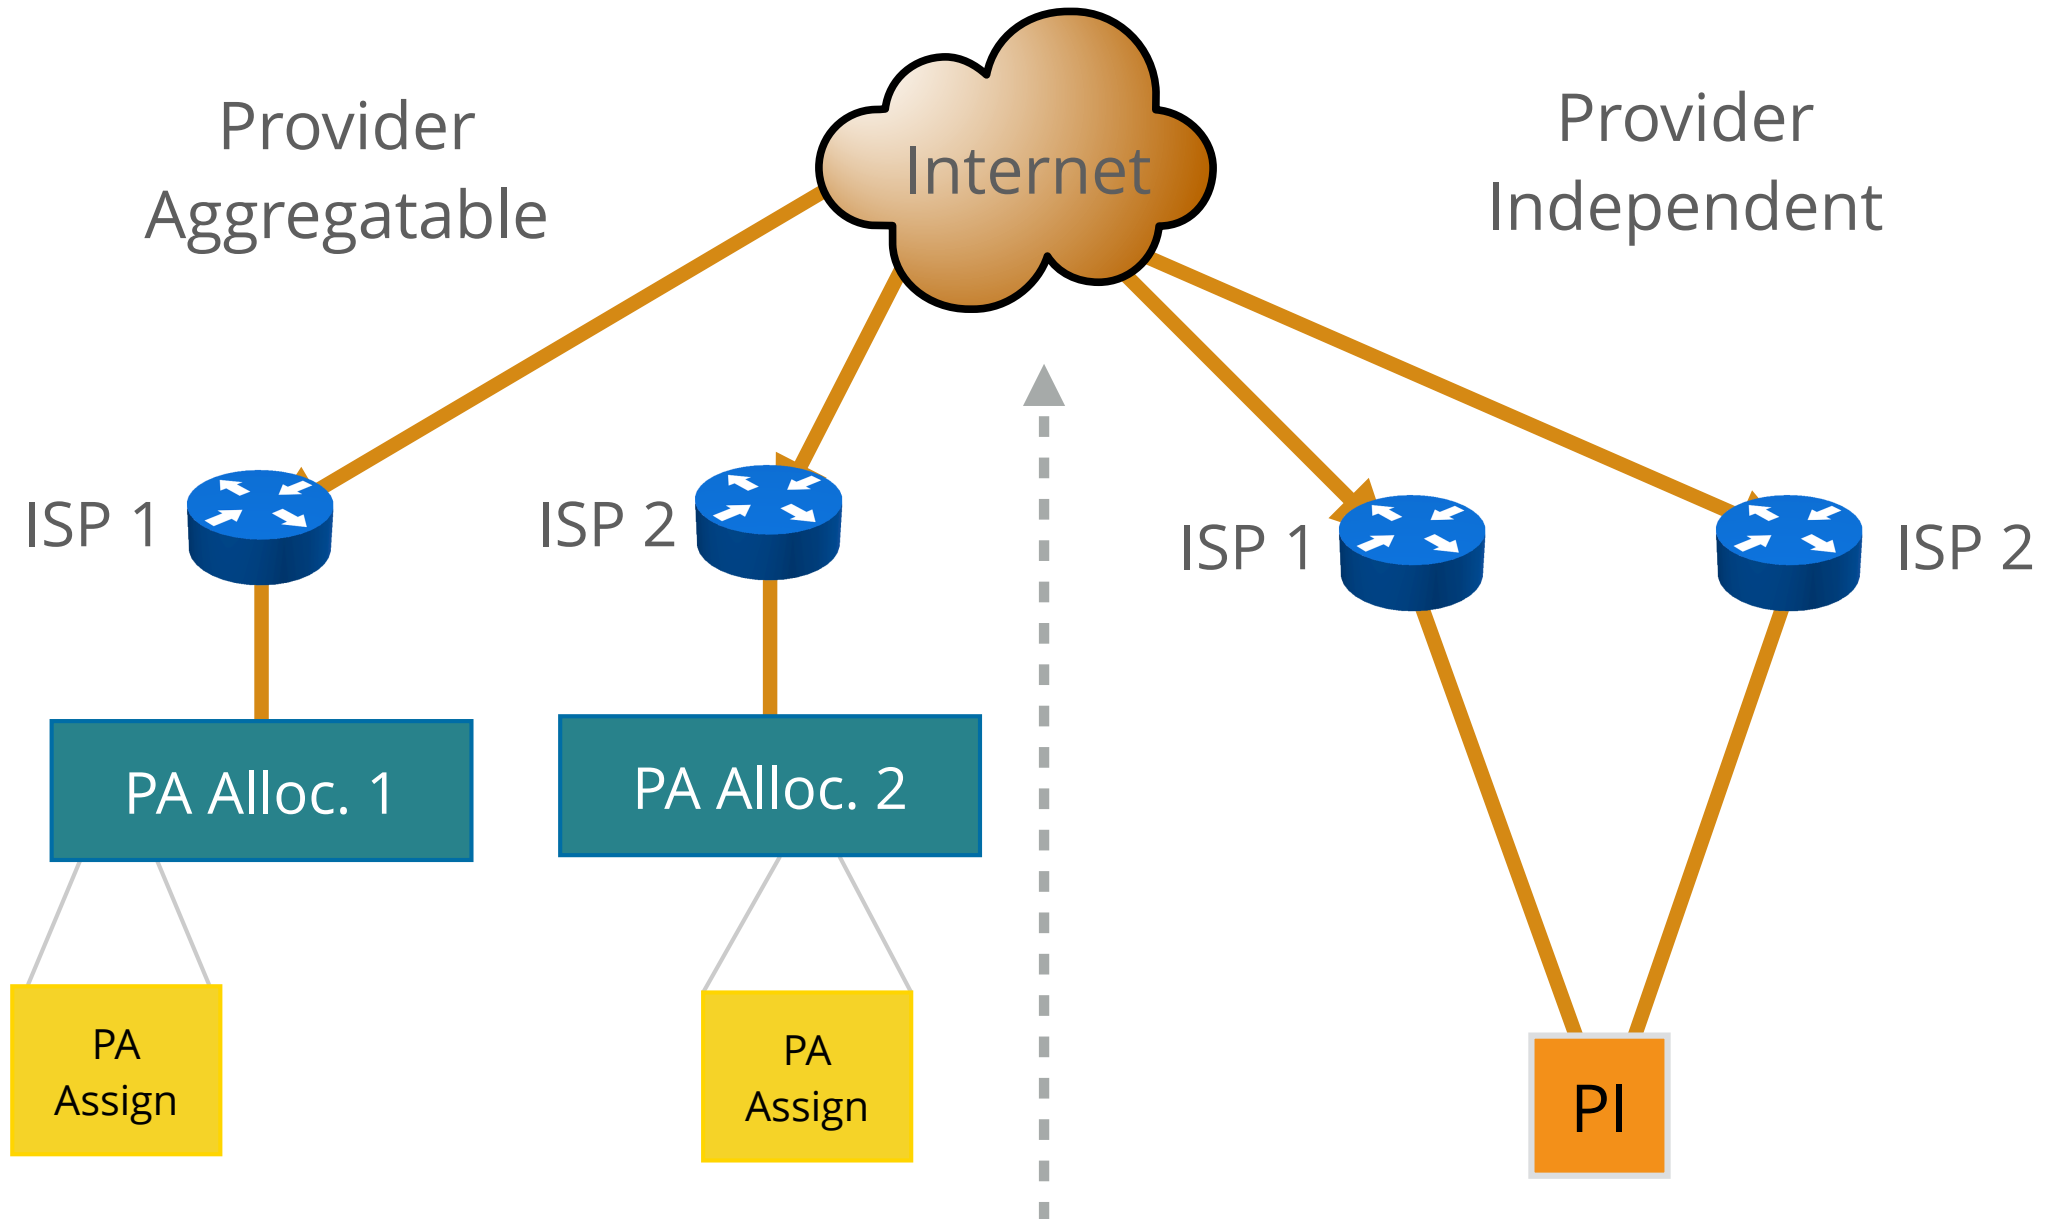 Provider
Aggregatable
Internet
Provider
Independent
ISP 1
ISP 2
ISP 1
ISP 2
PA Alloc. 1
PA Alloc. 2
PA
Assign
PA
Assign
PI